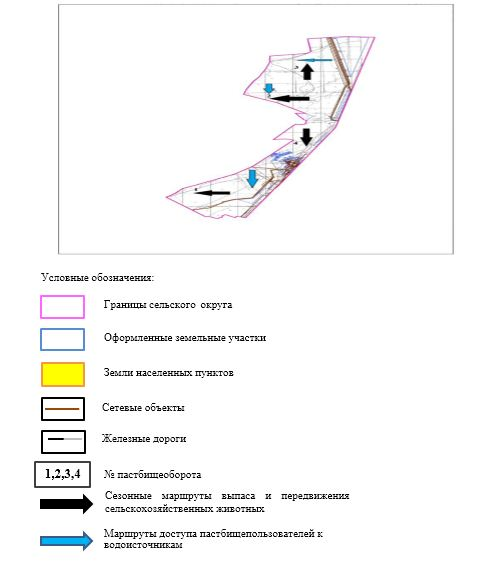 Условные обозначения:
Границы сельского округа
Оформленные земельные участки
Земли населенных пунктов
Сетевые объекты
Железные дороги
1,2,3,4 № пастбищеоборота
Сезонные маршруты выпаса и передвижения
сельскохозяйственных животных
Маршруты доступа пастбищепользователей к
водоисточникам